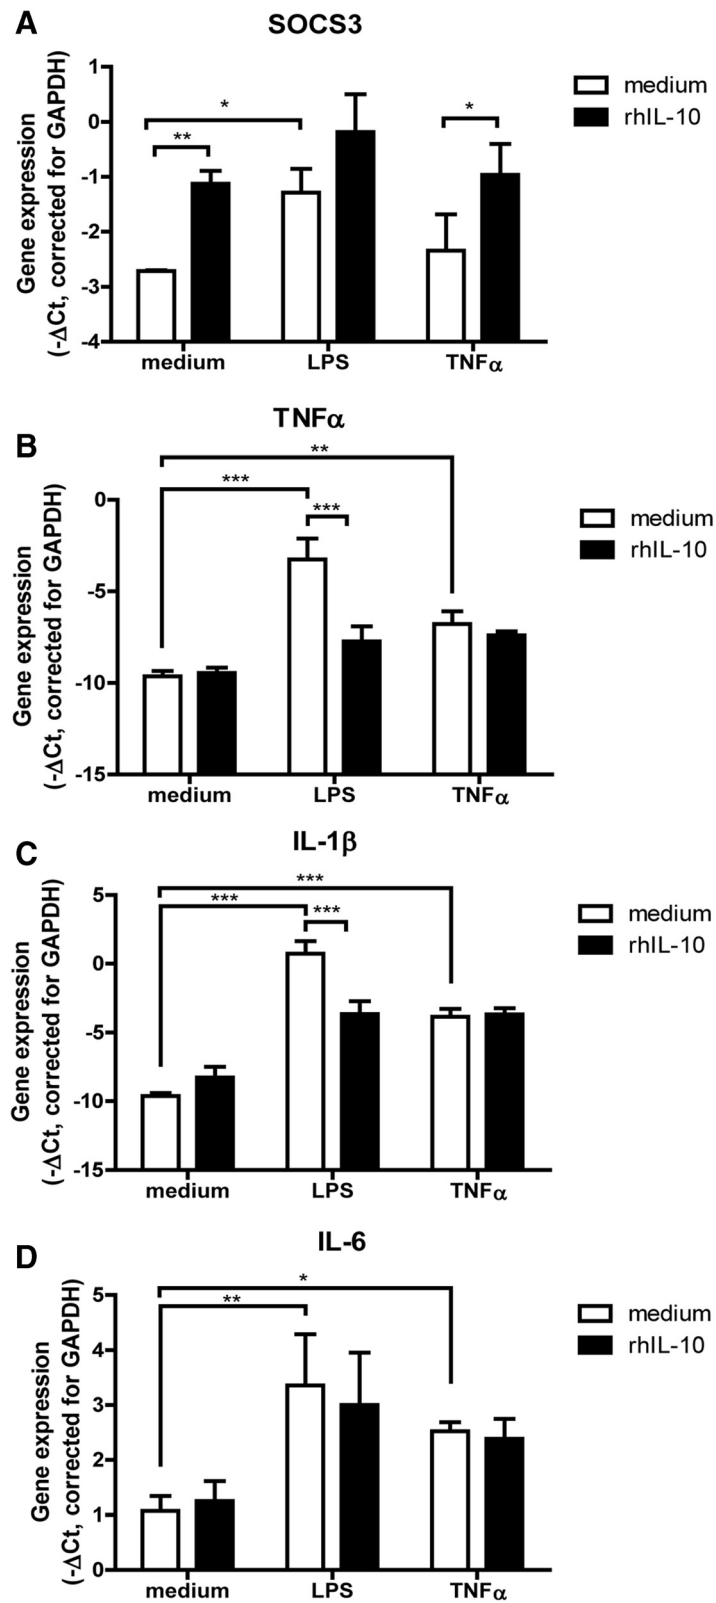 A
SOCS3
Gene expression
(-ΔCt, corrected for GAPDH)
1
0
-1
-2
-3
-4
*
**
*
medium
LPS
TNFα
medium
rhIL-10
B
TNFα
Gene expression
(-ΔCt, corrected for GAPDH)
0
-5
-10
-15
**
***
***
medium
LPS
TNFα
medium
rhIL-10
C
IL-1β
Gene expression
(-ΔCt, corrected for GAPDH)
5
0
-5
-10
-15
***
***
***
medium
LPS
TNFα
medium
rhIL-10
D
IL-6
Gene expression
(-ΔCt, corrected for GAPDH)
5
4
3
2
1
0
*
**
medium
LPS
TNFα
medium
rhIL-10